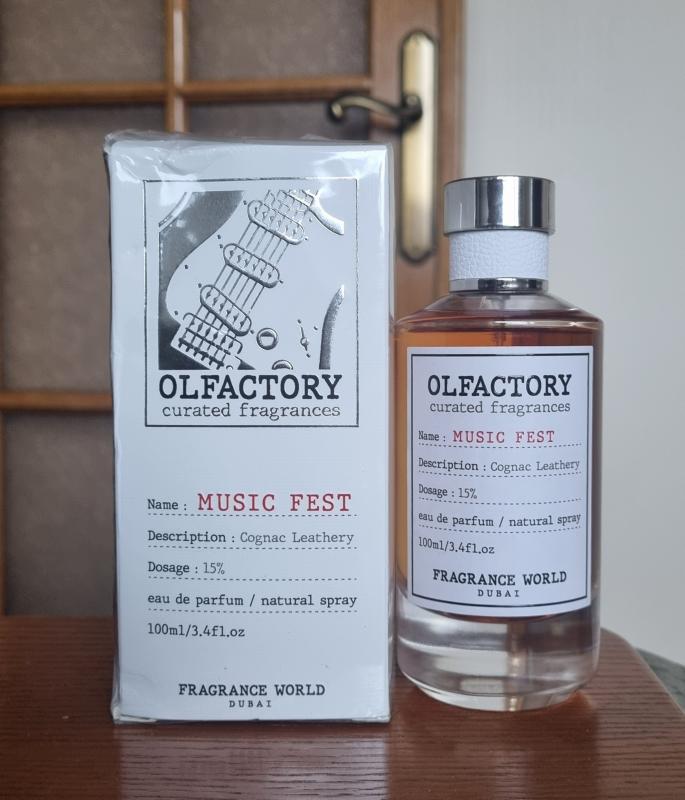 OLFACTORY
curated fragrances
Name : MUSIC FEST
Description : Cognac Leathery
Dosage : 15%
eau de parfum / natural spray
100ml/3.4fl.oz
FRAGRANCE WORLD
DUBAI
OLFACTORY
curated fragrances
Name : MUSIC FEST
Description : Cognac Leathery
Dosage : 15%
eau de parfum / natural spray
100ml/3.4fl.oz
FRAGRANCE WORLD
DUBAI